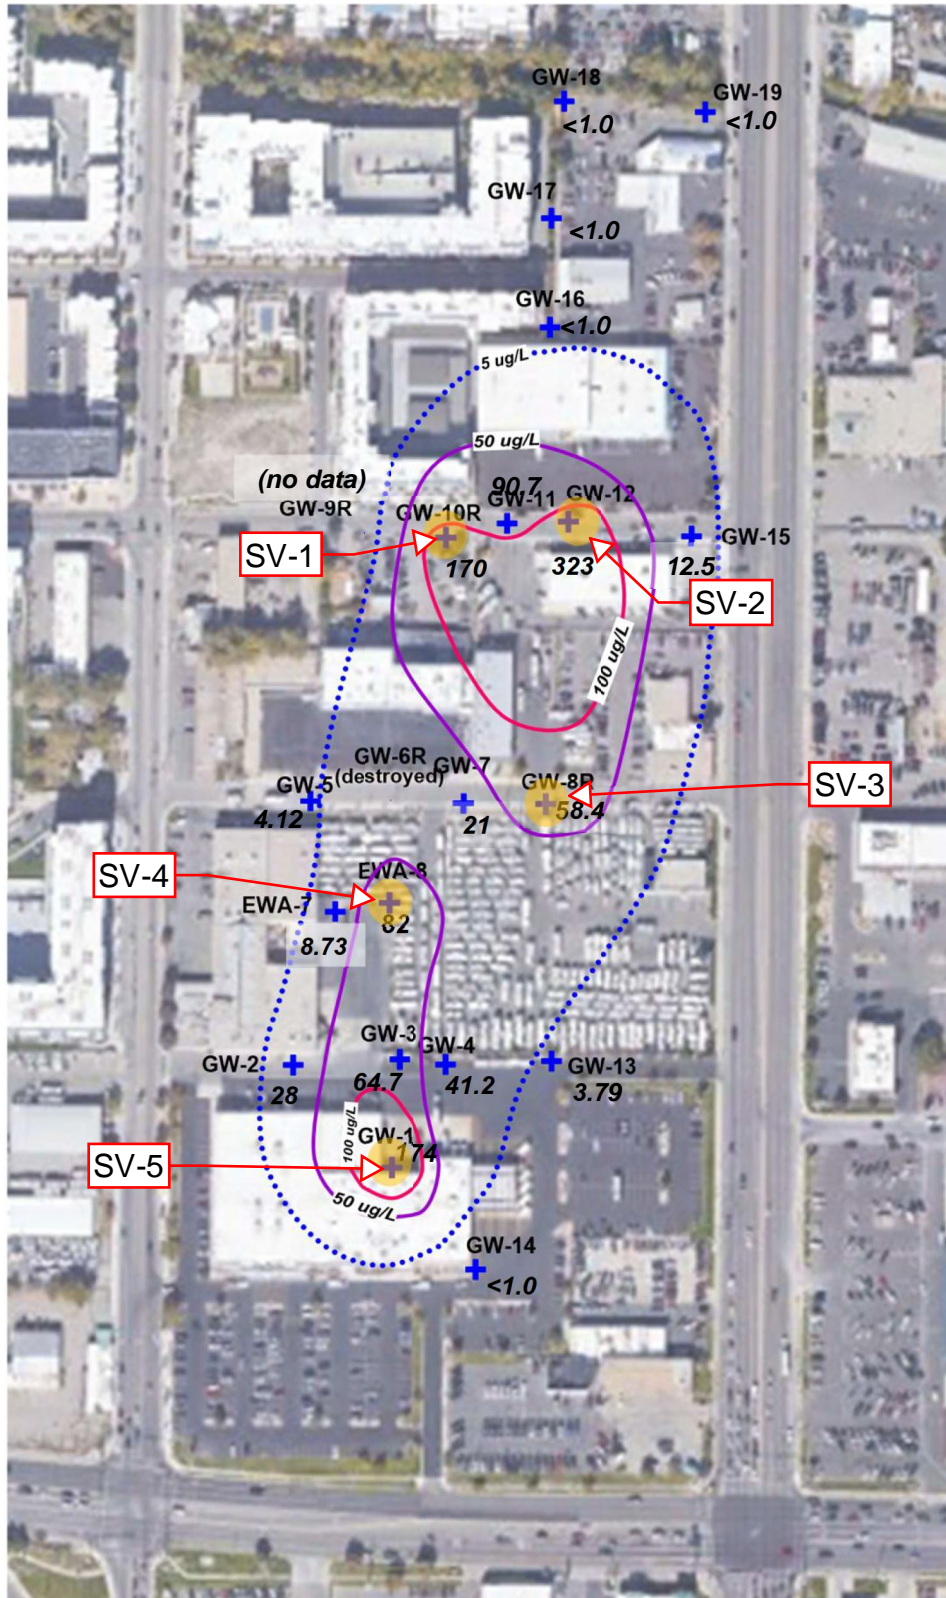 GW-18
<1.0
GW-19
<1.0
GW-17
<1.0
GW-16
<1.0
5 ug/L
50 ug/L
(no data)
GW-9R
90.7
GW-11
GW-12
GW-10R
SV-1
170
323
12.5
GW-15
SV-2
100 ug/L
GW-6R
(destroyed)
GW-7
GW-5
4.12
21
GW-8R
58.4
SV-3
SV-4
EWA-8
82
EWA-7
8.73
GW-3
GW-4
GW-2
28
64.7
41.2
GW-13
3.79
100 ug/L
GW-1
174
SV-5
50 ug/L
GW-14
<1.0